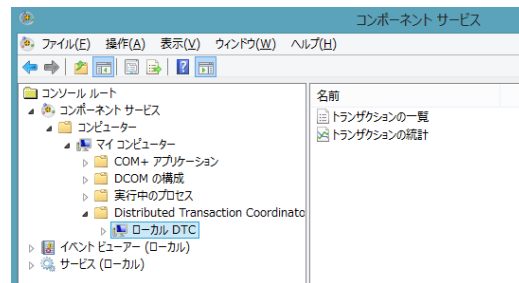 コンポーネント サービス
ファイル(F) 操作(A) 表示(V) ウィンドウ(W) ヘルプ(H)
コンソール ルート
コンポーネント サービス
コンピューター
マイ コンピューター
COM+ アプリケーション
DCOM の構成
実行中のプロセス
Distributed Transaction Coordinato
ローカル DTC
イベント ビューアー (ローカル)
サービス (ローカル)
名前
トランザクションの一覧
トランザクションの統計